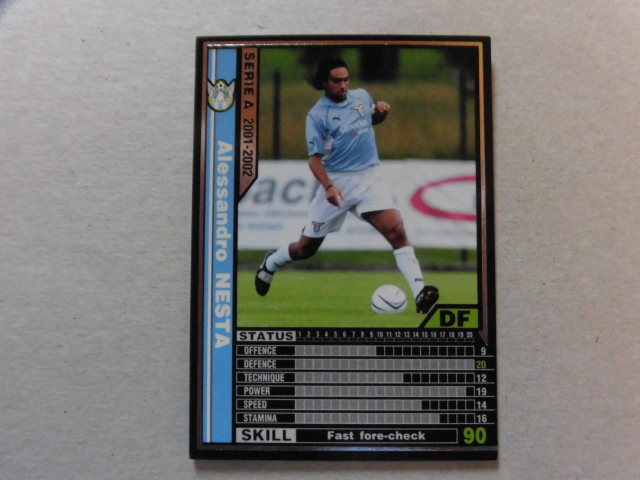 SERIE A 2001-2002
Alessandro NESTA
SIEMENS
DF
STATUS 1 2 3 4 5 6 7 8 9 10 11 12 13 14 15 16 17 18 19 20
OFFENCE 9
DEFENCE 20
TECHNIQUE 12
POWER 19
SPEED 14
STAMINA 16
SKILL Fast fore-check 90